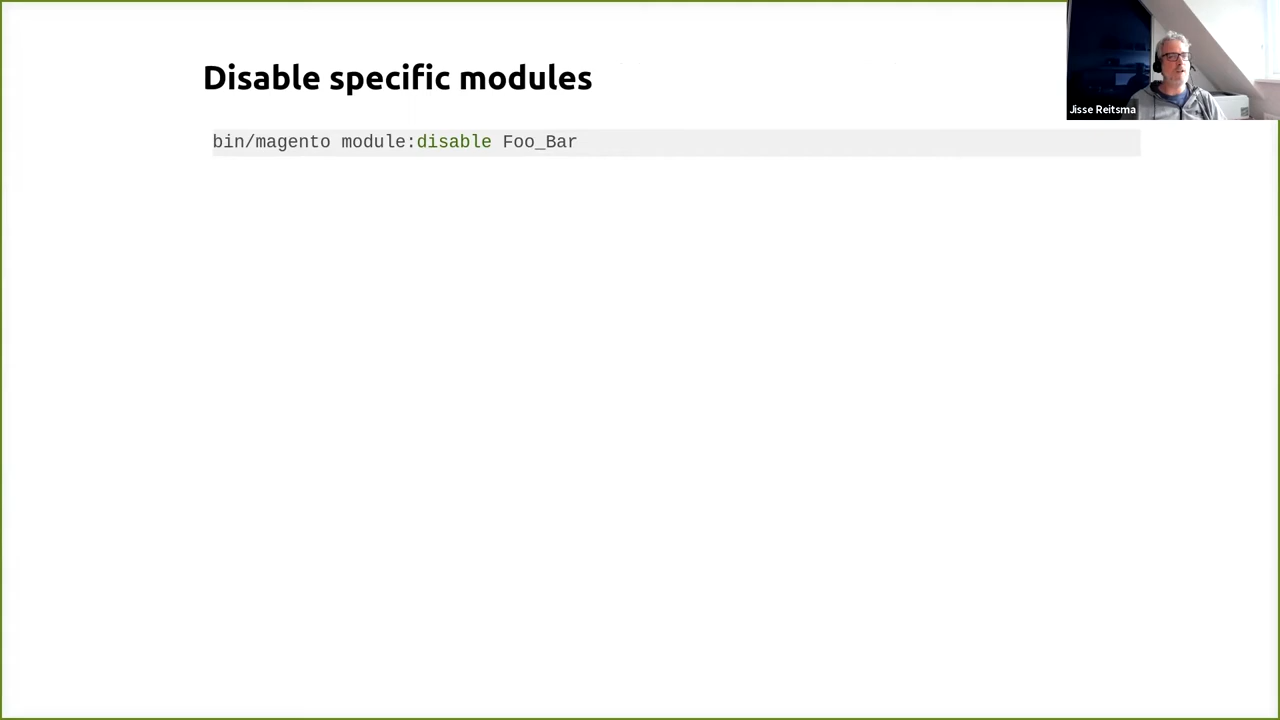 Disable specific modules
bin/magento module:disable Foo_Bar
Jisse Reitsma